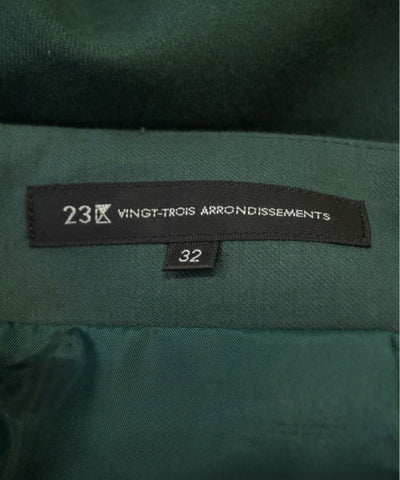 23区 VINGT-TROIS ARRONDISSEMENTS
32